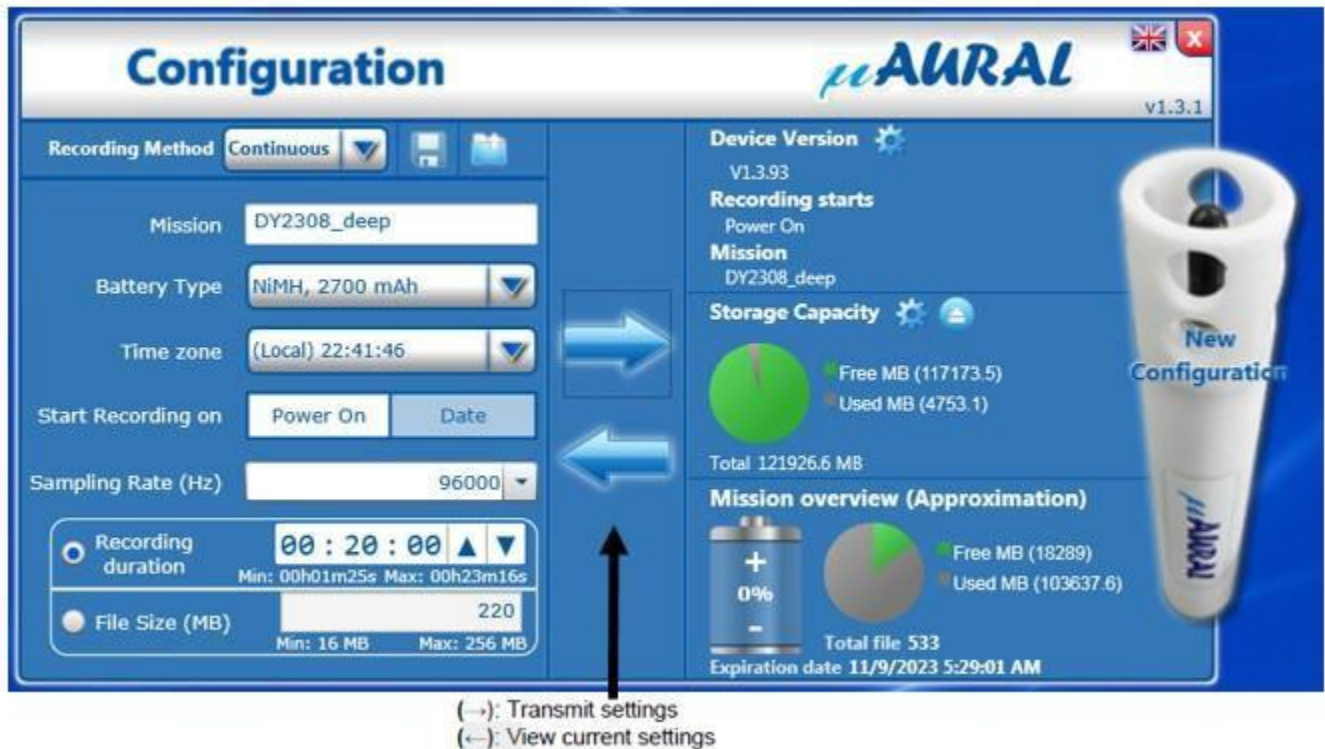 Configuration
µAURAL
X
v1.3.1
Recording Method Continuous
Mission DY2308_deep
Battery Type NiMH, 2700 mAh
Time zone (Local) 22:41:46
Start Recording on Power On Date
Sampling Rate (Hz) 96000
Recording duration 00 : 20 : 00
Min: 00h01m25s Max: 00h23m16s
File Size (MB) 220
Min: 16 MB Max: 256 MB
Device Version
V1.3.93
Recording starts
Power On
Mission
DY2308_deep
Storage Capacity
Free MB (117173.5)
Used MB (4753.1)
Total 121926.6 MB
Mission overview (Approximation)
+
0%
-
Free MB (18289)
Used MB (103637.6)
Total file 533
Expiration date 11/9/2023 5:29:01 AM
New
Configuration
µAURAL
(→): Transmit settings
(←): View current settings